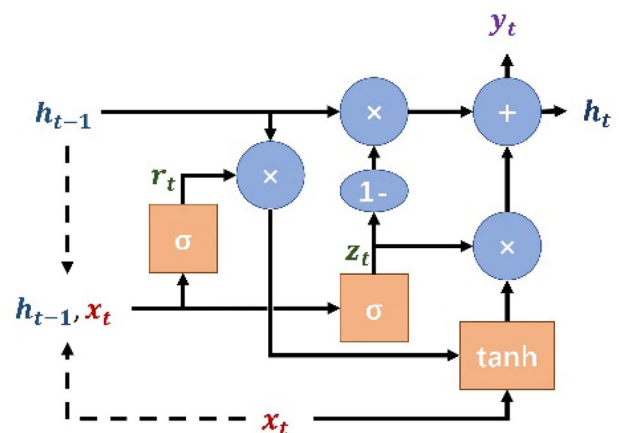 y_t
h_{t-1}
×
+
h_t
r_t
×
1-
σ
z_t
×
h_{t-1}, x_t
σ
tanh
x_t